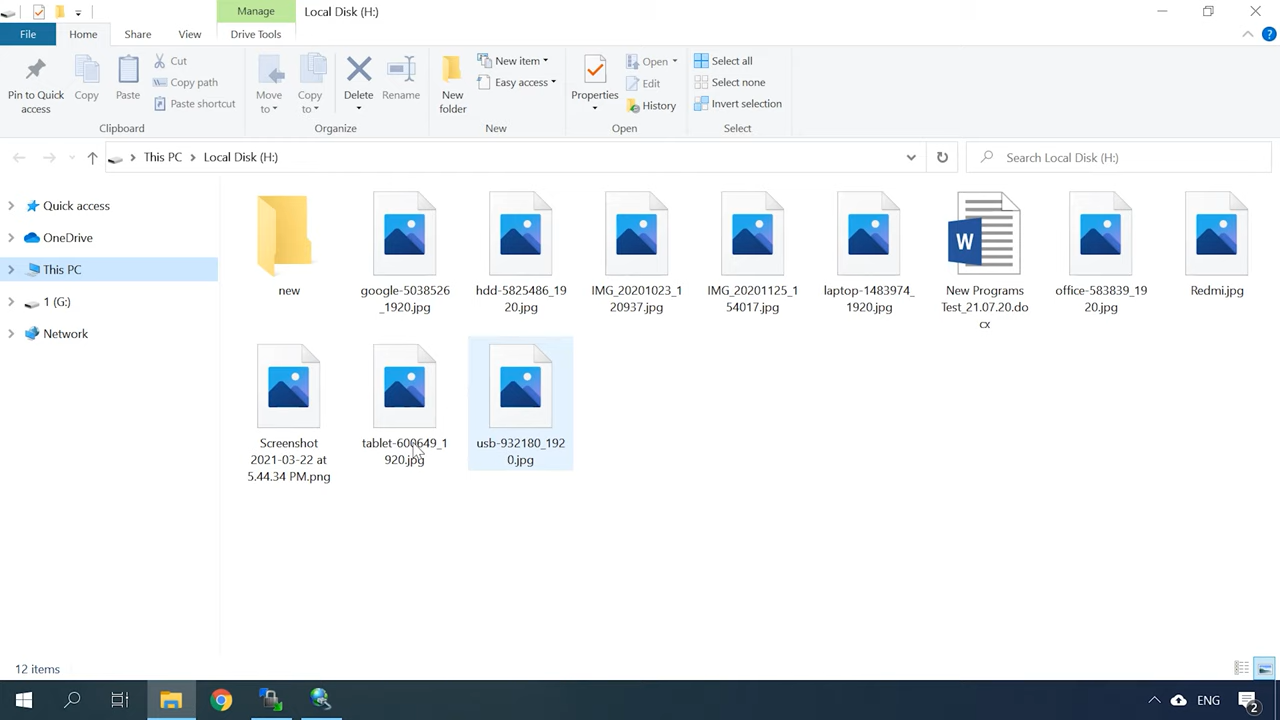 Manage
Local Disk (H:)
File
Home
Share
View
Drive Tools
Pin to Quick
access
Copy
Paste
Cut
Copy path
Paste shortcut
Clipboard
Move
to
Copy
to
Delete
Rename
Organize
New
folder
New item
Easy access
New
Properties
Open
Edit
History
Open
Select all
Select none
Invert selection
Select
This PC
Local Disk (H:)
Search Local Disk (H:)
Quick access
OneDrive
This PC
1 (G:)
Network
new
google-5038526
_1920.jpg
hdd-5825486_19
20.jpg
IMG_20201023_1
20937.jpg
IMG_20201125_1
54017.jpg
laptop-1483974_
1920.jpg
W
New Programs
Test_21.07.20.do
cx
office-583839_19
20.jpg
Redmi.jpg
Screenshot
2021-03-22 at
5.44.34 PM.png
tablet-600649_1
920.jpg
usb-932180_192
0.jpg
12 items
ENG
2